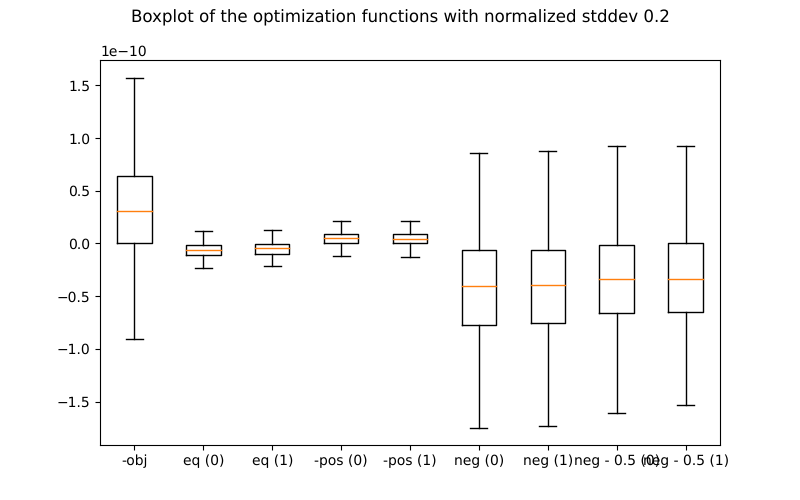 Boxplot of the optimization functions with normalized stddev 0.2
1e−10
1.5
1.0
0.5
0.0
−0.5
−1.0
−1.5
-obj eq (0) eq (1) -pos (0) -pos (1) neg (0) neg (1) neg - 0.5 (0) neg - 0.5 (1)